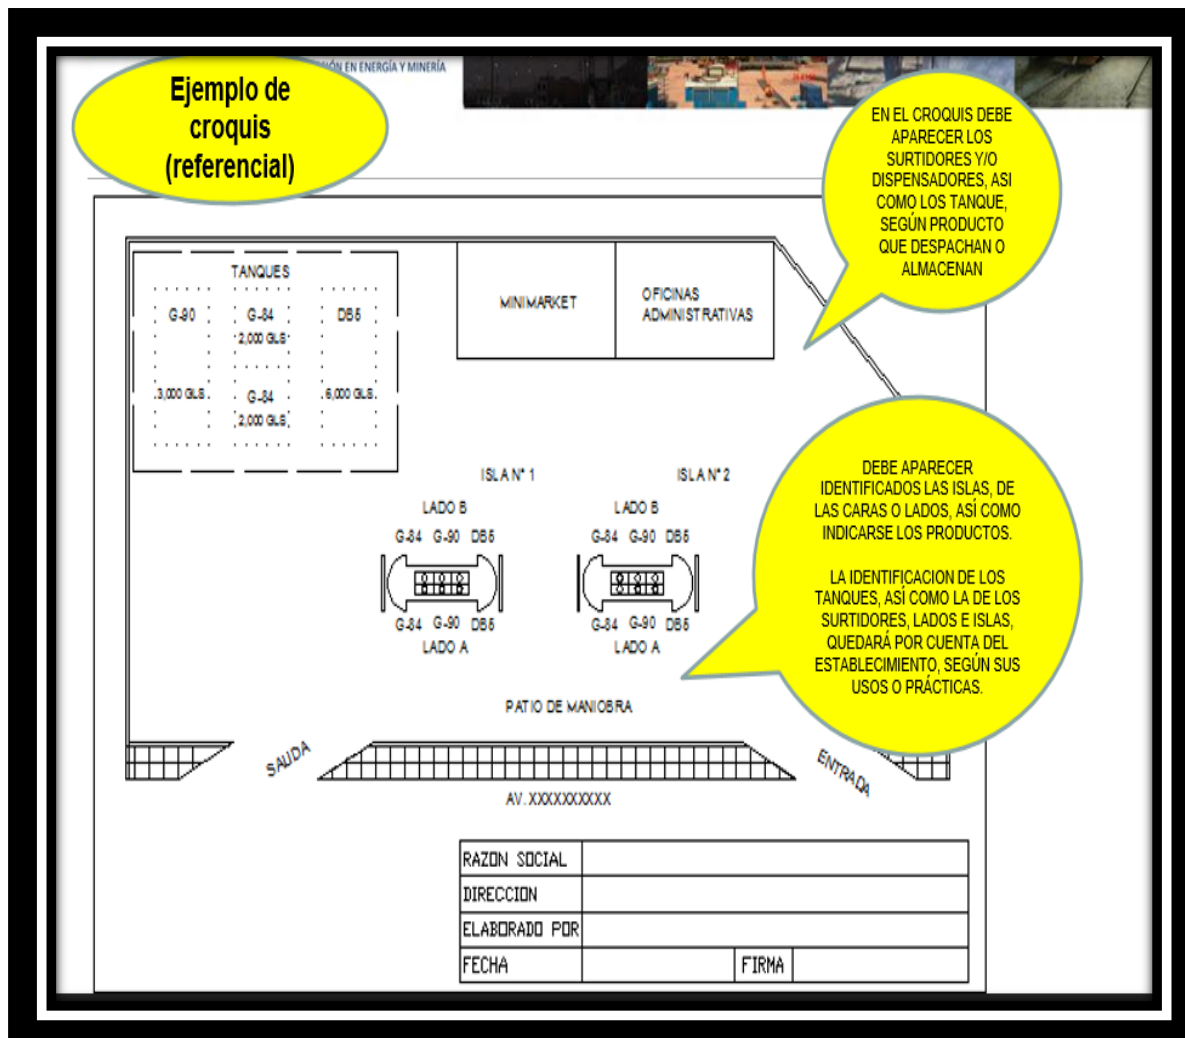 Ejemplo de
croquis
(referencial)
EN ENERGÍA Y MINERÍA
EN EL CROQUIS DEBE
APARECER LOS
SURTIDORES Y/O
DISPENSADORES, ASI
COMO LOS TANQUE,
SEGÚN PRODUCTO
QUE DESPACHAN O
ALMACENAN
TANQUES
G-90 G-84 DB5
2,000 GLS
3,000 GLS. G-84 6,000 GLS.
2,000 GLS.
MINIMARKET
OFICINAS
ADMINISTRATIVAS
DEBE APARECER
IDENTIFICADOS LAS ISLAS, DE
LAS CARAS O LADOS, ASÍ COMO
INDICARSE LOS PRODUCTOS.
LA IDENTIFICACION DE LOS
TANQUES, ASÍ COMO LA DE LOS
SURTIDORES, LADOS E ISLAS,
QUEDARÁ POR CUENTA DEL
ESTABLECIMIENTO, SEGÚN SUS
USOS O PRÁCTICAS.
ISLA N° 1 ISLA N° 2
LADO B LADO B
G-84 G-90 DB5 G-84 G-90 DB5
G-84 G-90 DB5 G-84 G-90 DB5
LADO A LADO A
PATIO DE MANIOBRA
SALIDA
ENTRADA
AV. XXXXXXXXXX
RAZON SOCIAL
DIRECCION
ELABORADO POR
FECHA FIRMA